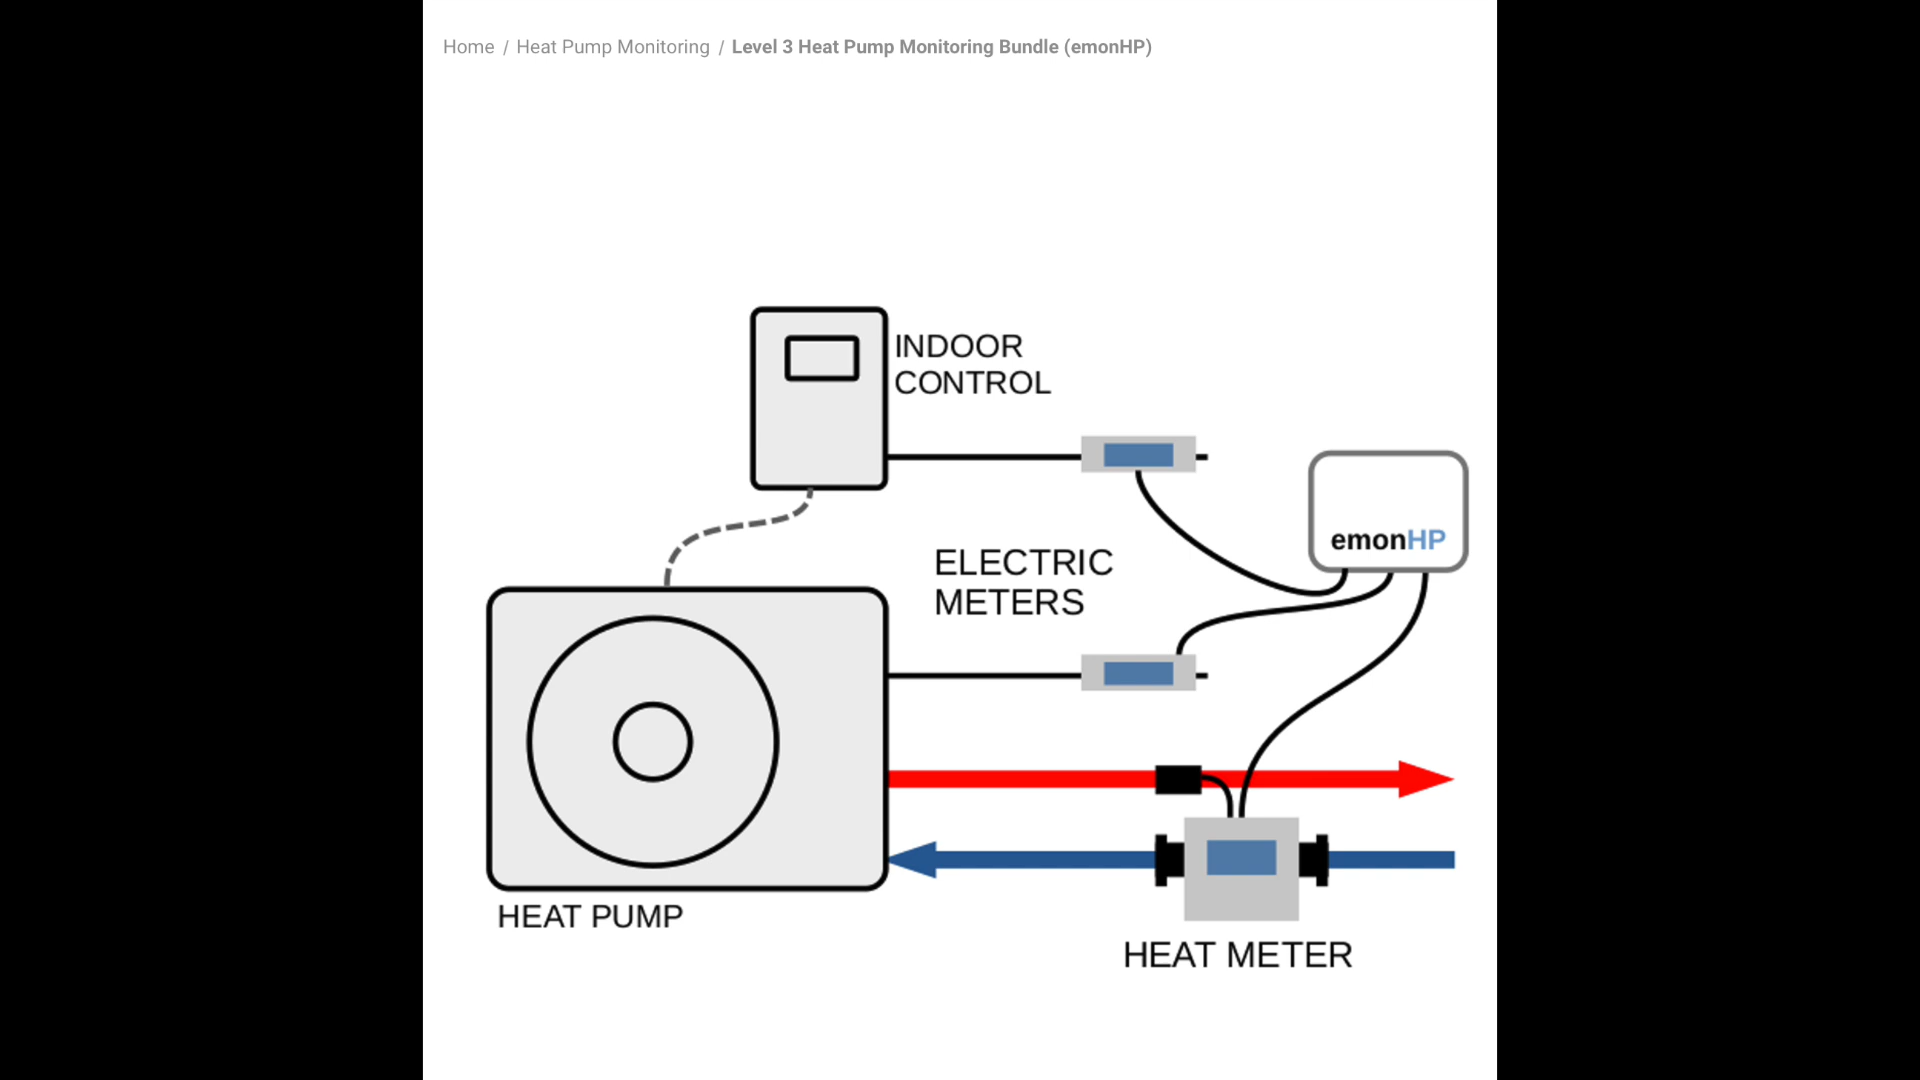 Home / Heat Pump Monitoring / Level 3 Heat Pump Monitoring Bundle (emonHP)
INDOOR
CONTROL
emonHP
ELECTRIC
METERS
HEAT PUMP
HEAT METER